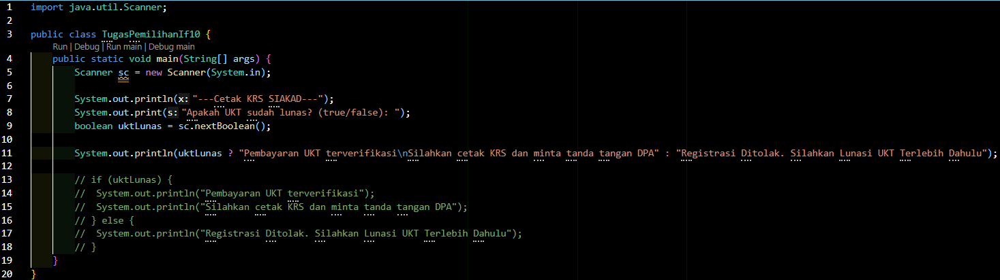 1 import java.util.Scanner;
2
3 public class TugasPemilihanIf10 {
Run | Debug | Run main | Debug main
4 public static void main(String[] args) {
5 Scanner sc = new Scanner(System.in);
6
7 System.out.println(x: "---Cetak KRS SIAKAD---");
8 System.out.print(s: "Apakah UKT sudah lunas? (true/false): ");
9 boolean uktLunas = sc.nextBoolean();
10
11 System.out.println(uktLunas ? "Pembayaran UKT terverifikasi\nSilahkan cetak KRS dan minta tanda tangan DPA" : "Registrasi Ditolak. Silahkan Lunasi UKT Terlebih Dahulu");
12
13 // if (uktLunas) {
14 //  System.out.println("Pembayaran UKT terverifikasi");
15 //  System.out.println("Silahkan cetak KRS dan minta tanda tangan DPA");
16 // } else {
17 //  System.out.println("Registrasi Ditolak. Silahkan Lunasi UKT Terlebih Dahulu");
18 // }
19 }
20 }